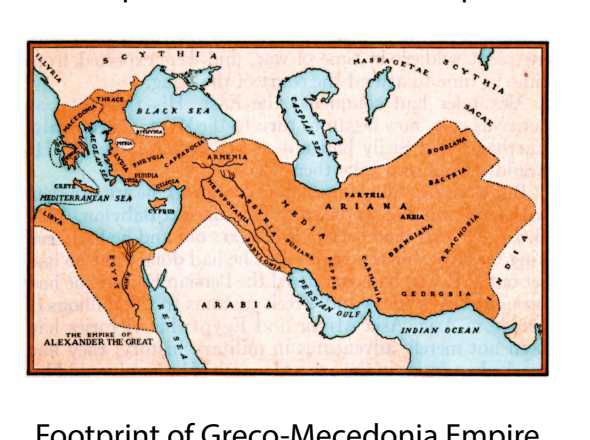 ILLYRIA
SCYTHIA
MASSAGETAE
SCYTHIA
SACAE
THRACE
MACEDONIA
BLACK SEA
CASPIAN SEA
BITHYNIA
MYSIA
AEGEAN SEA
LYDIA
PHRYGIA
CAPPADOCIA
ARMENIA
SOGDIANA
BACTRIA
PISIDIA
LYCIA
CILICIA
CRETE
MEDITERRANEAN SEA
CYPRUS
MESOPOTAMIA
ASSYRIA
MEDIA
PARTHIA
ARIANA
AREIA
DRANGIANA
ARACHOSIA
LIBYA
BABYLONIA
SUSIANA
PERSIS
CARMANIA
GEDROSIA
INDIA
EGYPT
PERSIAN GULF
ARABIA
RED SEA
INDIAN OCEAN
THE EMPIRE OF
ALEXANDER THE GREAT
Footprint of Greco-Mecedonia Empire